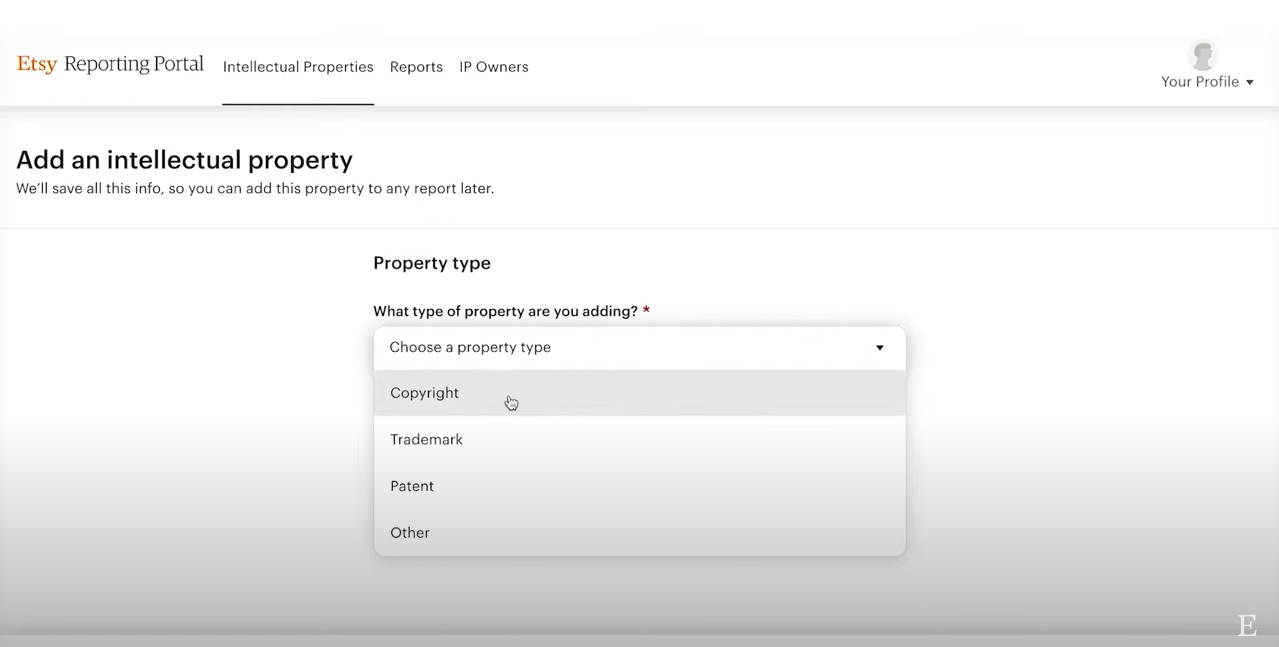 Etsy Reporting Portal Intellectual Properties Reports IP Owners Your Profile
Add an intellectual property
We'll save all this info, so you can add this property to any report later.
Property type
What type of property are you adding? *
Choose a property type
Copyright
Trademark
Patent
Other
E